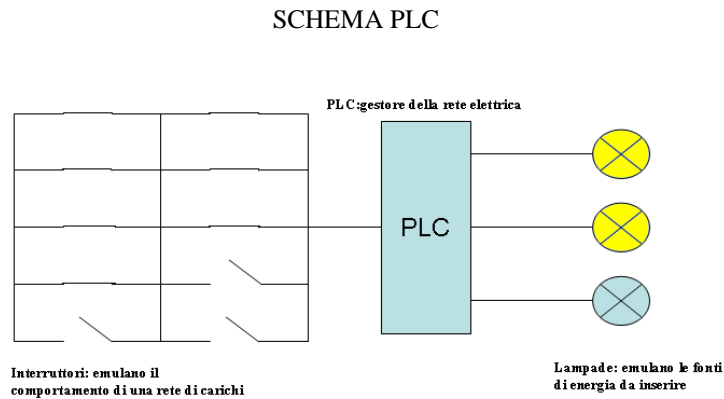 SCHEMA PLC
PLC:gestore della rete elettrica
PLC
Interruttori: emulano il
comportamento di una rete di carichi
Lampade: emulano le fonti
di energia da inserire